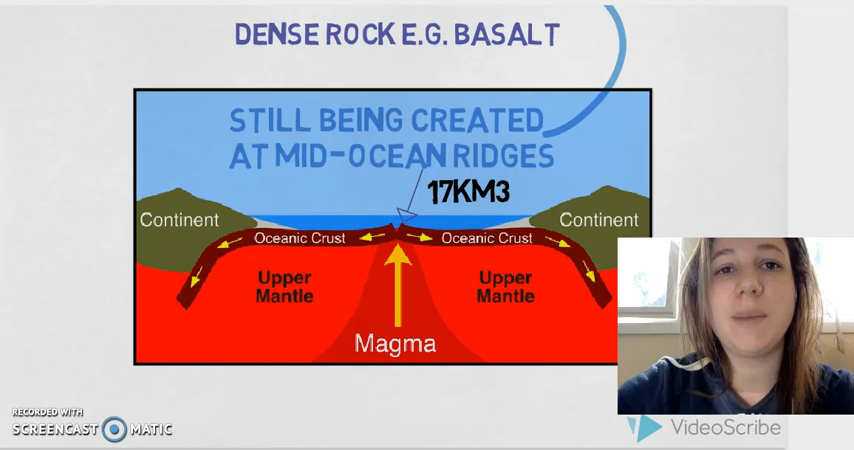 DENSE ROCK E.G. BASALT
STILL BEING CREATED
AT MID-OCEAN RIDGES
17KM3
Continent
Continent
Oceanic Crust
Oceanic Crust
Upper
Mantle
Upper
Mantle
Magma
RECORDED WITH
SCREENCAST MATIC
VideoScribe